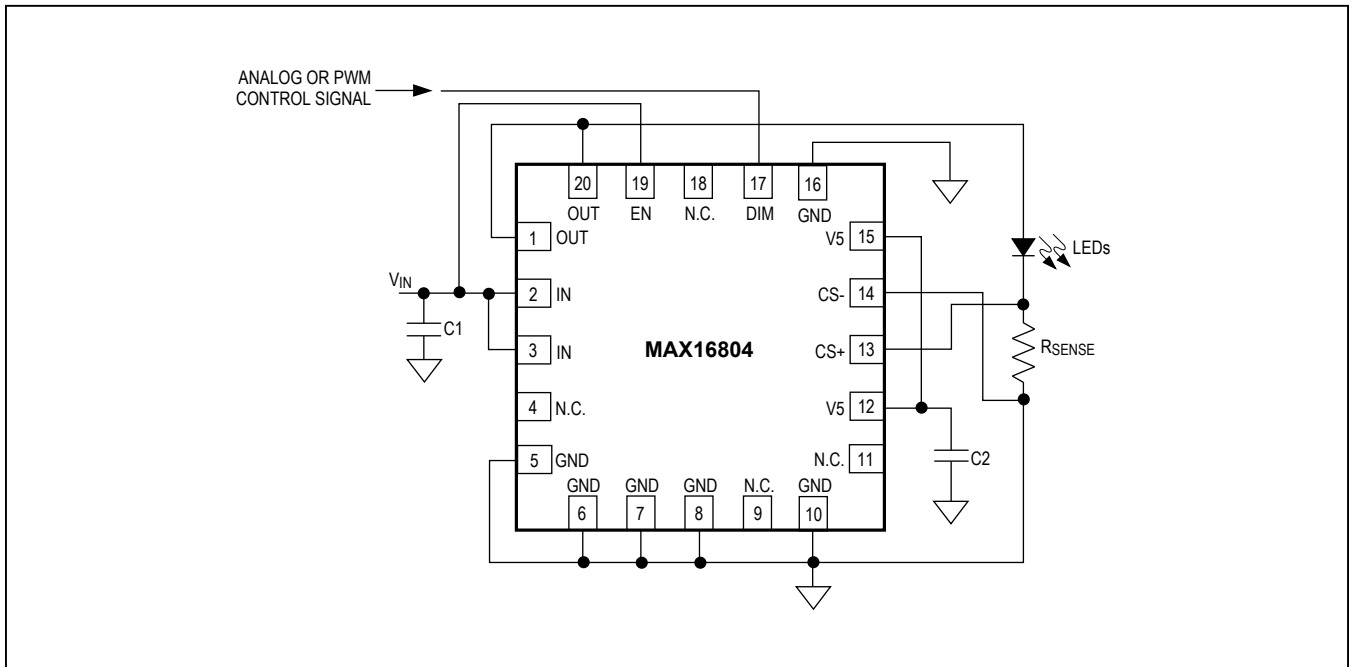 ANALOG OR PWM
CONTROL SIGNAL
20 19 18 17 16
OUT EN N.C. DIM GND
1 OUT
V5 15
VIN
2 IN
CS- 14
LEDs
C1
3 IN
MAX16804
CS+ 13
RSENSE
4 N.C.
V5 12
5 GND
N.C. 11
C2
GND GND GND N.C. GND
6 7 8 9 10